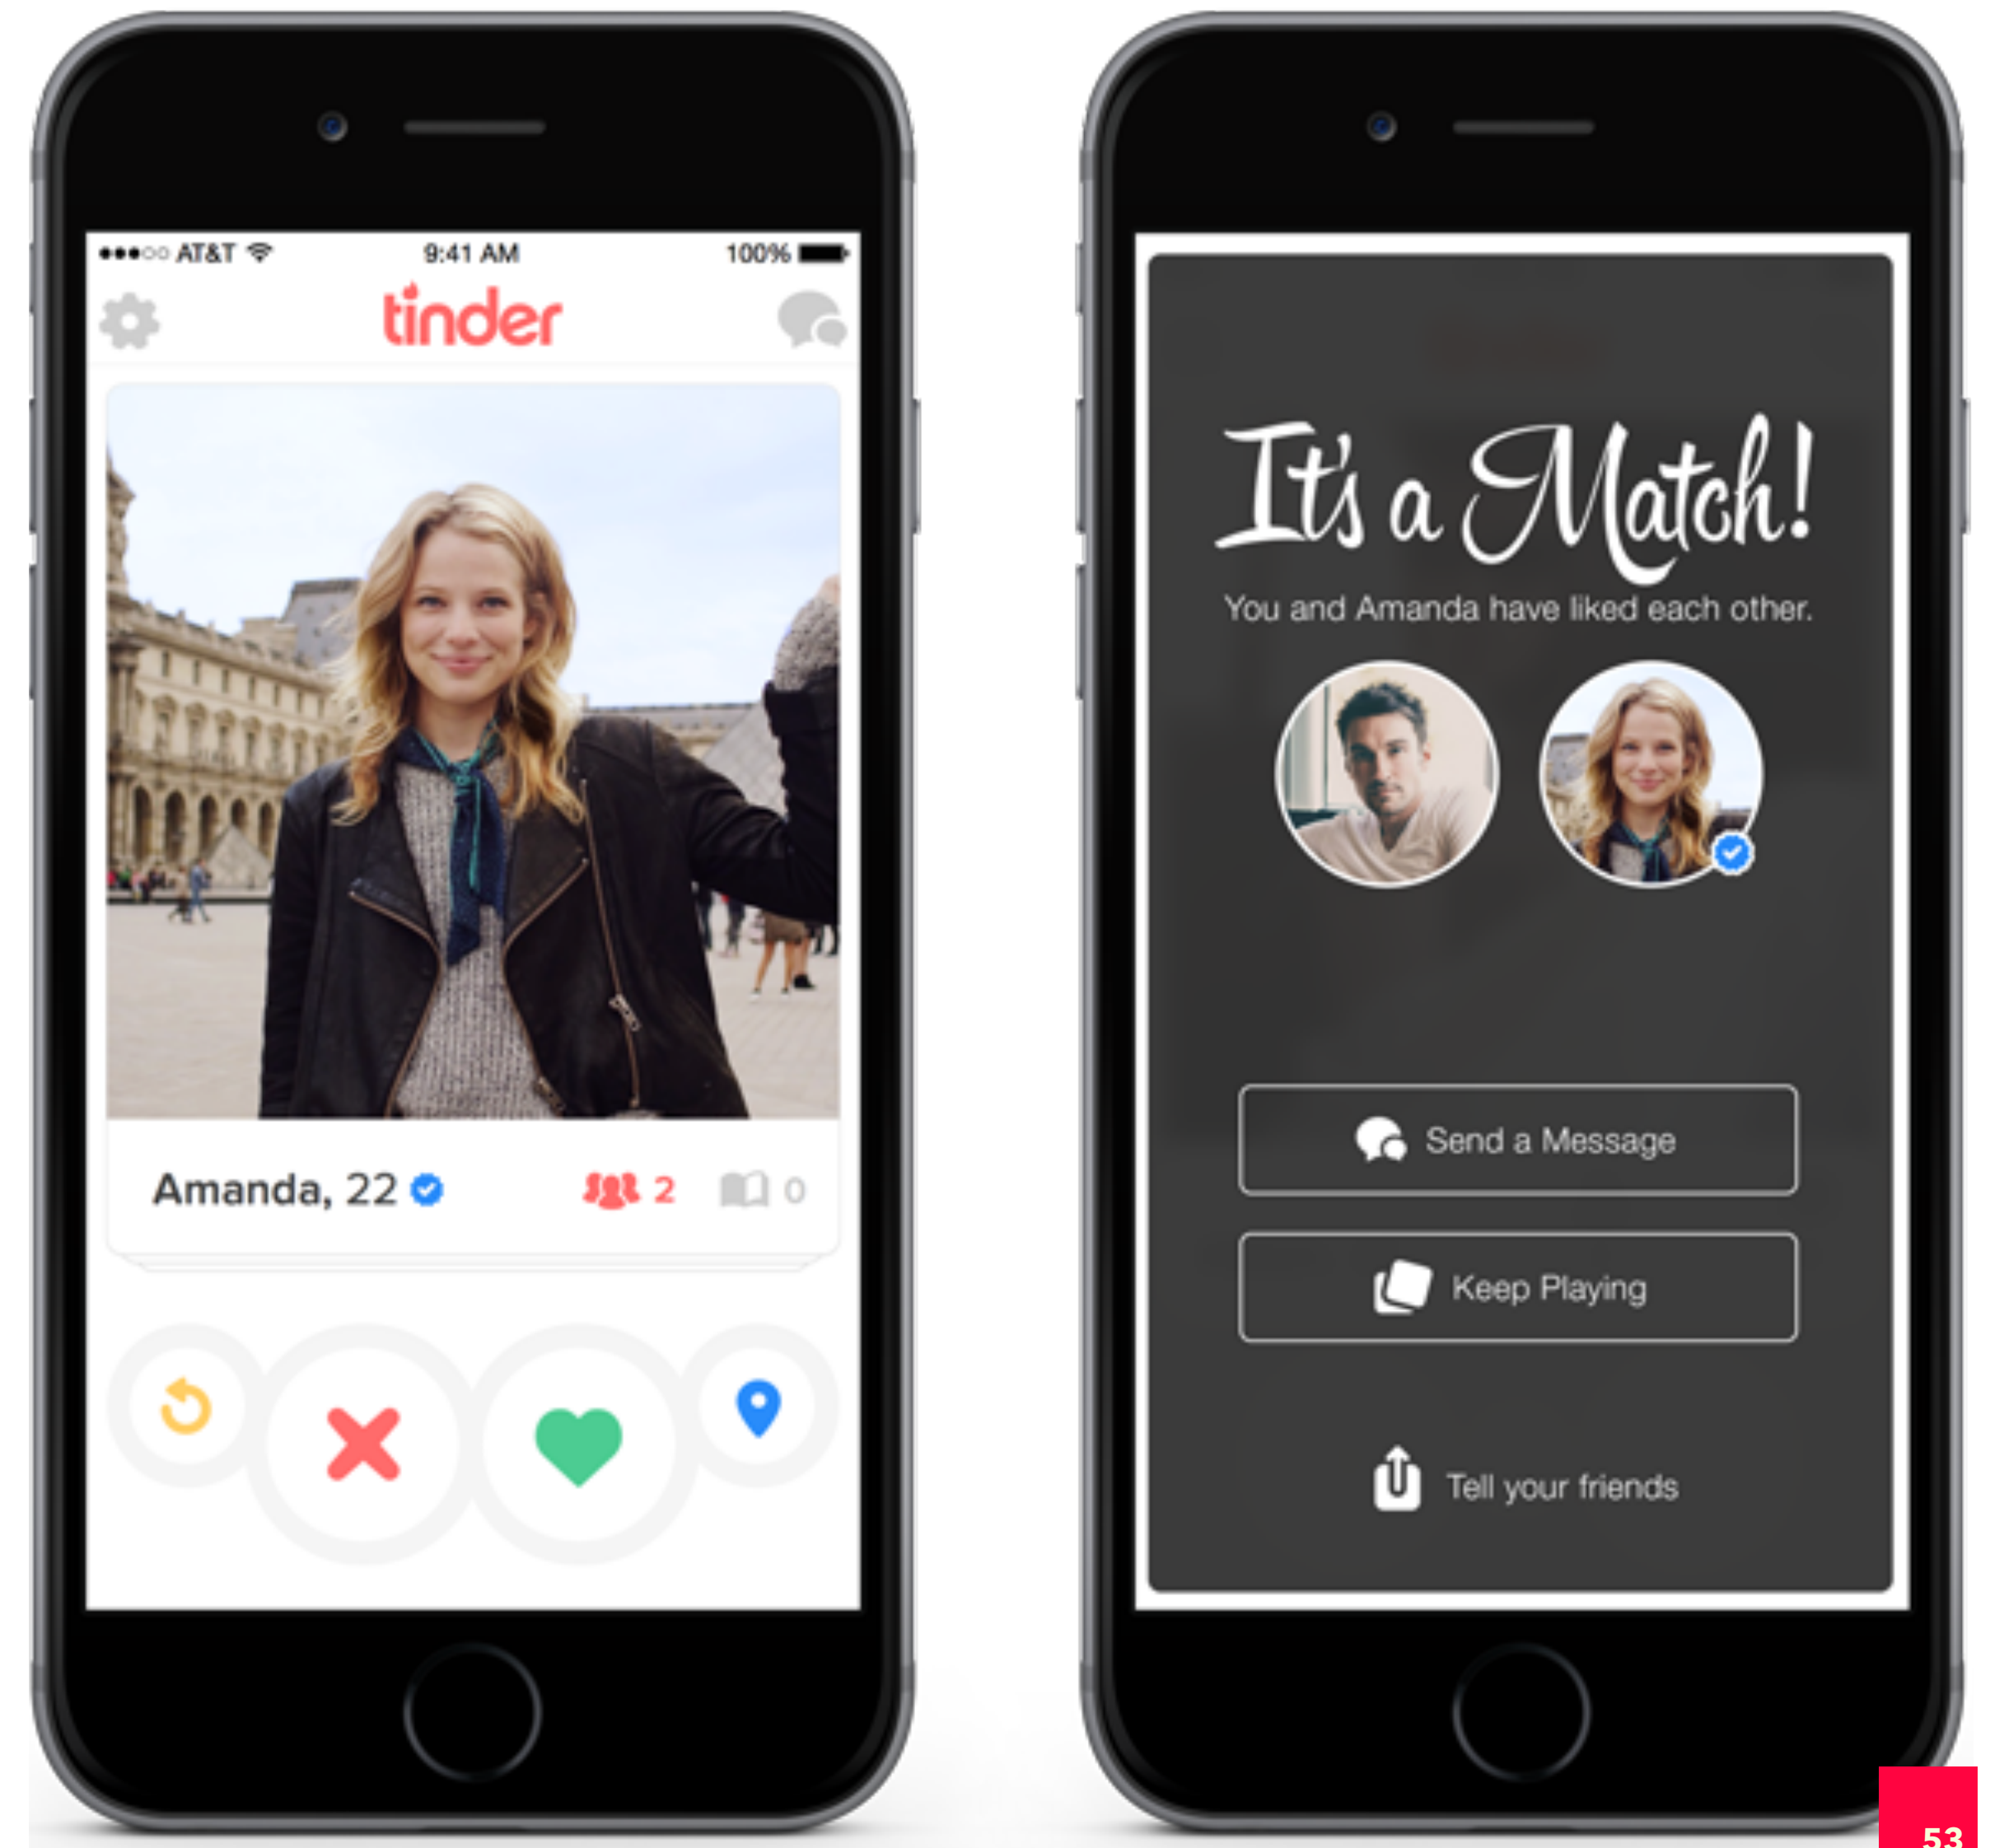 AT&T 9:41 AM 100%
tinder
Amanda, 22 2 0
It's a Match!
You and Amanda have liked each other.
Send a Message
Keep Playing
Tell your friends
53